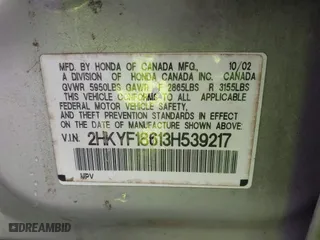 MFD. BY HONDA OF CANADA MFG. 10/02
A DIVISION OF HONDA CANADA INC. CANADA
GVWR 5950LBS GAWR F 2865LBS R 3155LBS
THIS VEHICLE CONFORMS TO ALL APPLICABLE
FEDERAL MOTOR VEHICLE SAFETY AND
THEFT PREVENTION STANDARDS IN EFFECT ON
THE DATE OF MANUFACTURE SHOWN ABOVE.
V.I.N. 2HKYF18613H539217
MPV
© DREAMBID